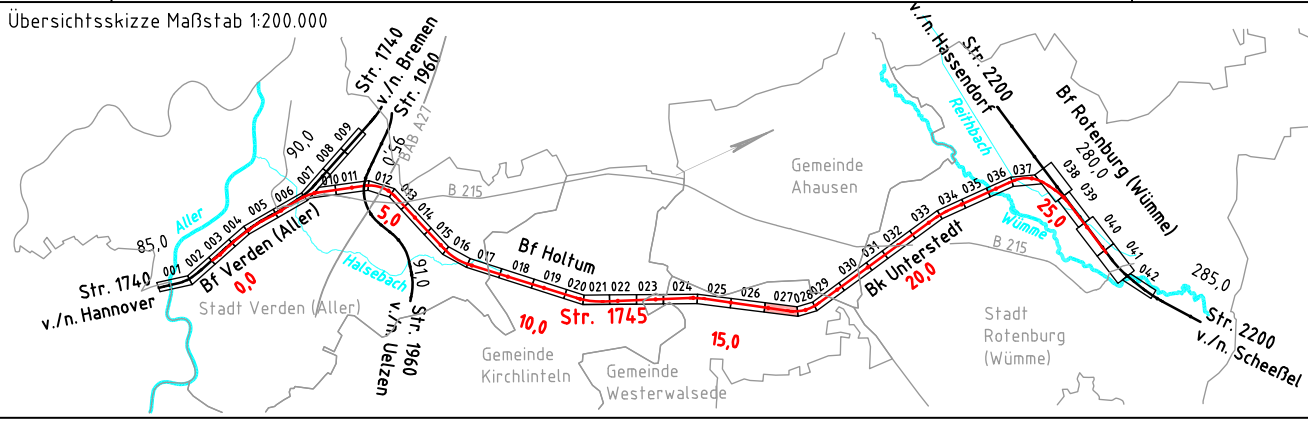 Übersichtsskizze Maßstab 1:200.000
Str. 1740
v./n. Bremen
Str. 1960
95,0
BAB A27
90,0
v./n. Hassendorf
Str. 2200
Reithbach
Bf Rotenburg (Wümme)
280,0
Gemeinde
Ahausen
B 215
Aller
85,0
Str. 1740
v./n. Hannover
001
002
003
004
005
006
007
008
009
010
011
012
013
014
015
016
017
018
019
020
021
022
023
024
025
026
027
028
029
030
031
032
033
034
035
036
037
038
039
040
041
042
Bf Verden (Aller)
0,0
Stadt Verden (Aller)
Halsebach
5,0
91,0
Str. 1960
v./n. Uelzen
Bf Holtum
10,0
Str. 1745
15,0
Gemeinde
Kirchlinteln
Gemeinde
Westerwalsede
Bk Unterstedt
20,0
25,0
Wümme
B 215
Stadt
Rotenburg
(Wümme)
285,0
Str. 2200
v./n. Scheeßel